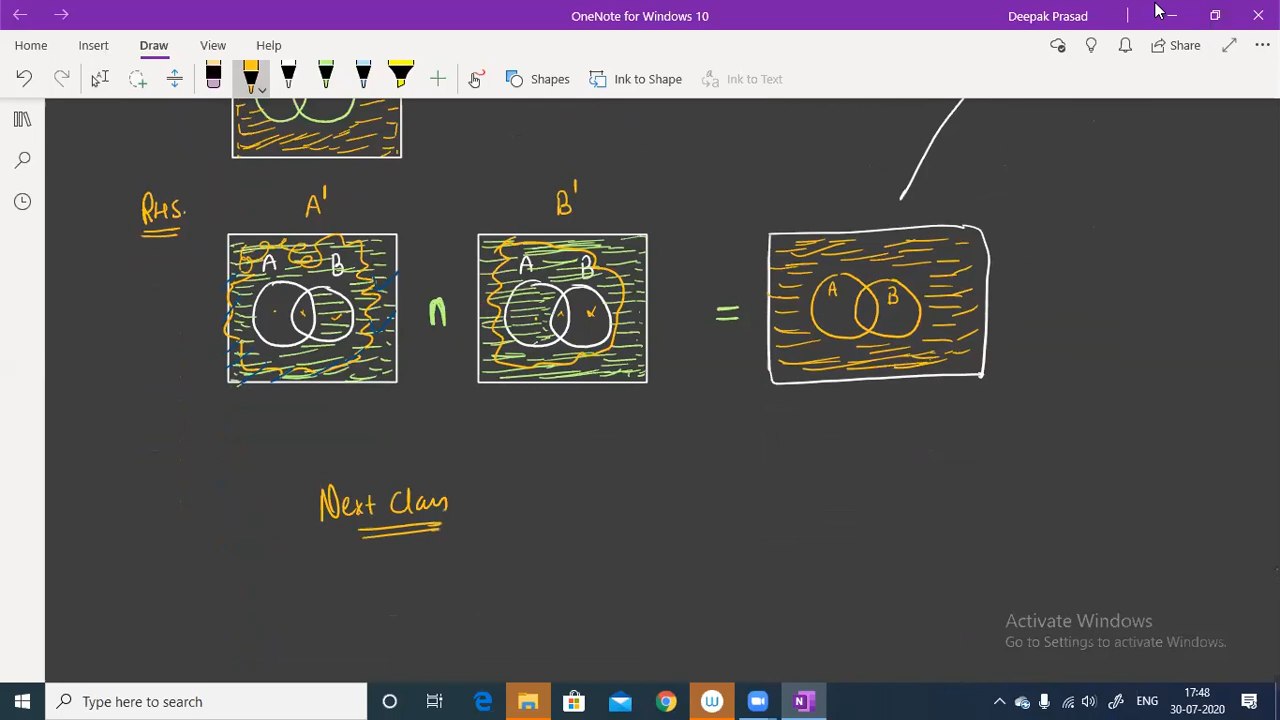 OneNote for Windows 10
Deepak Prasad
Home Insert Draw View Help
Share
Shapes
Ink to Shape
Ink to Text
RHS.
A'
B'
A B
∩
A B
=
A B
Next Class
Activate Windows
Go to Settings to activate Windows.
Type here to search
ENG
17:48
30-07-2020